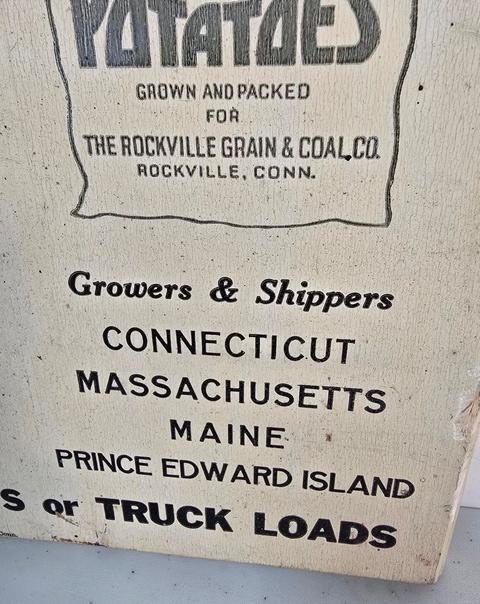 POTATOES
GROWN AND PACKED
FOR
THE ROCKVILLE GRAIN & COAL CO.
ROCKVILLE, CONN.
Growers & Shippers
CONNECTICUT
MASSACHUSETTS
MAINE
PRINCE EDWARD ISLAND
S or TRUCK LOADS